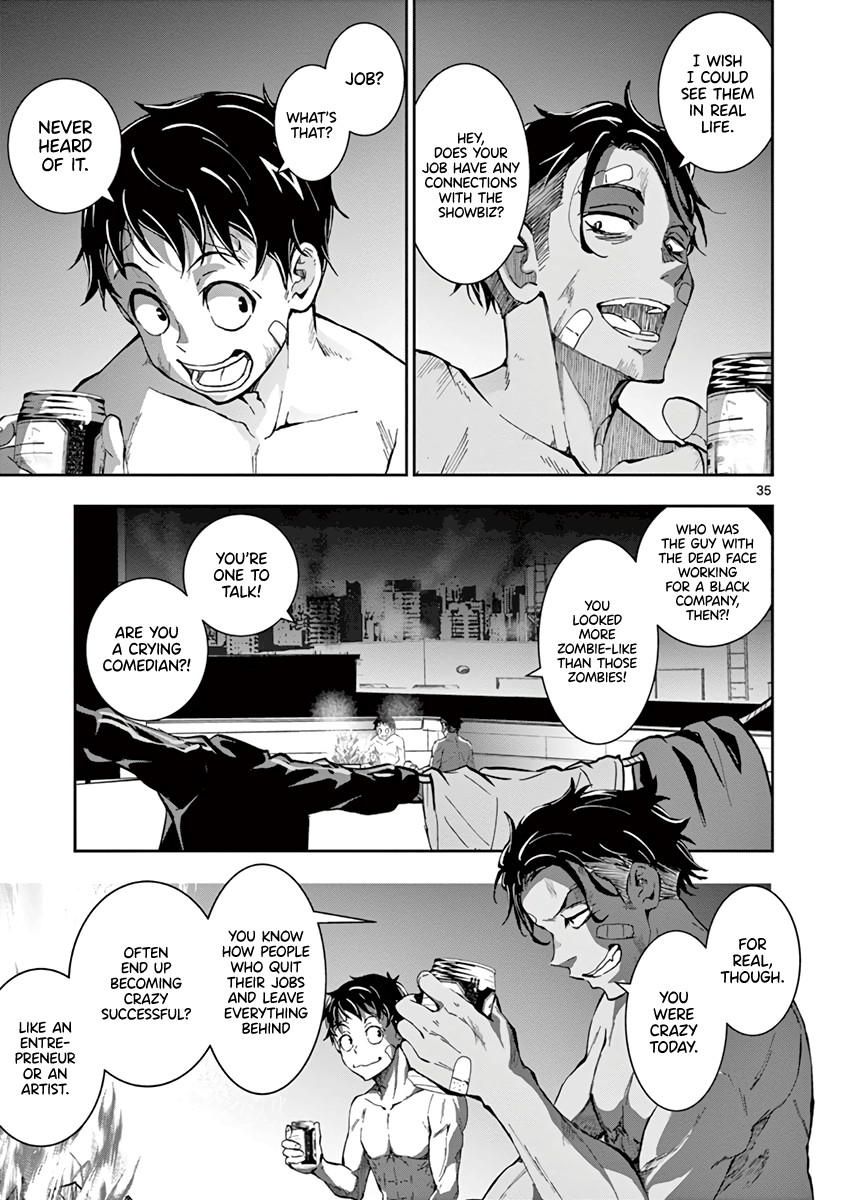 I WISH
I COULD
SEE THEM
IN REAL
LIFE.
HEY,
DOES YOUR
JOB HAVE ANY
CONNECTIONS
WITH THE
SHOWBIZ?
JOB?
WHAT'S
THAT?
NEVER
HEARD
OF IT.
35
WHO WAS
THE GUY WITH
THE DEAD FACE
WORKING
FOR A BLACK
COMPANY,
THEN?!
YOU
LOOKED
MORE
ZOMBIE-LIKE
THAN THOSE
ZOMBIES!
YOU'RE
ONE TO
TALK!
ARE YOU
A CRYING
COMEDIAN?!
FOR
REAL,
THOUGH.
YOU
WERE
CRAZY
TODAY.
YOU KNOW
HOW PEOPLE
WHO QUIT
THEIR JOBS
AND LEAVE
EVERYTHING
BEHIND
OFTEN
END UP
BECOMING
CRAZY
SUCCESSFUL?
LIKE AN
ENTRE-
PRENEUR
OR AN
ARTIST.